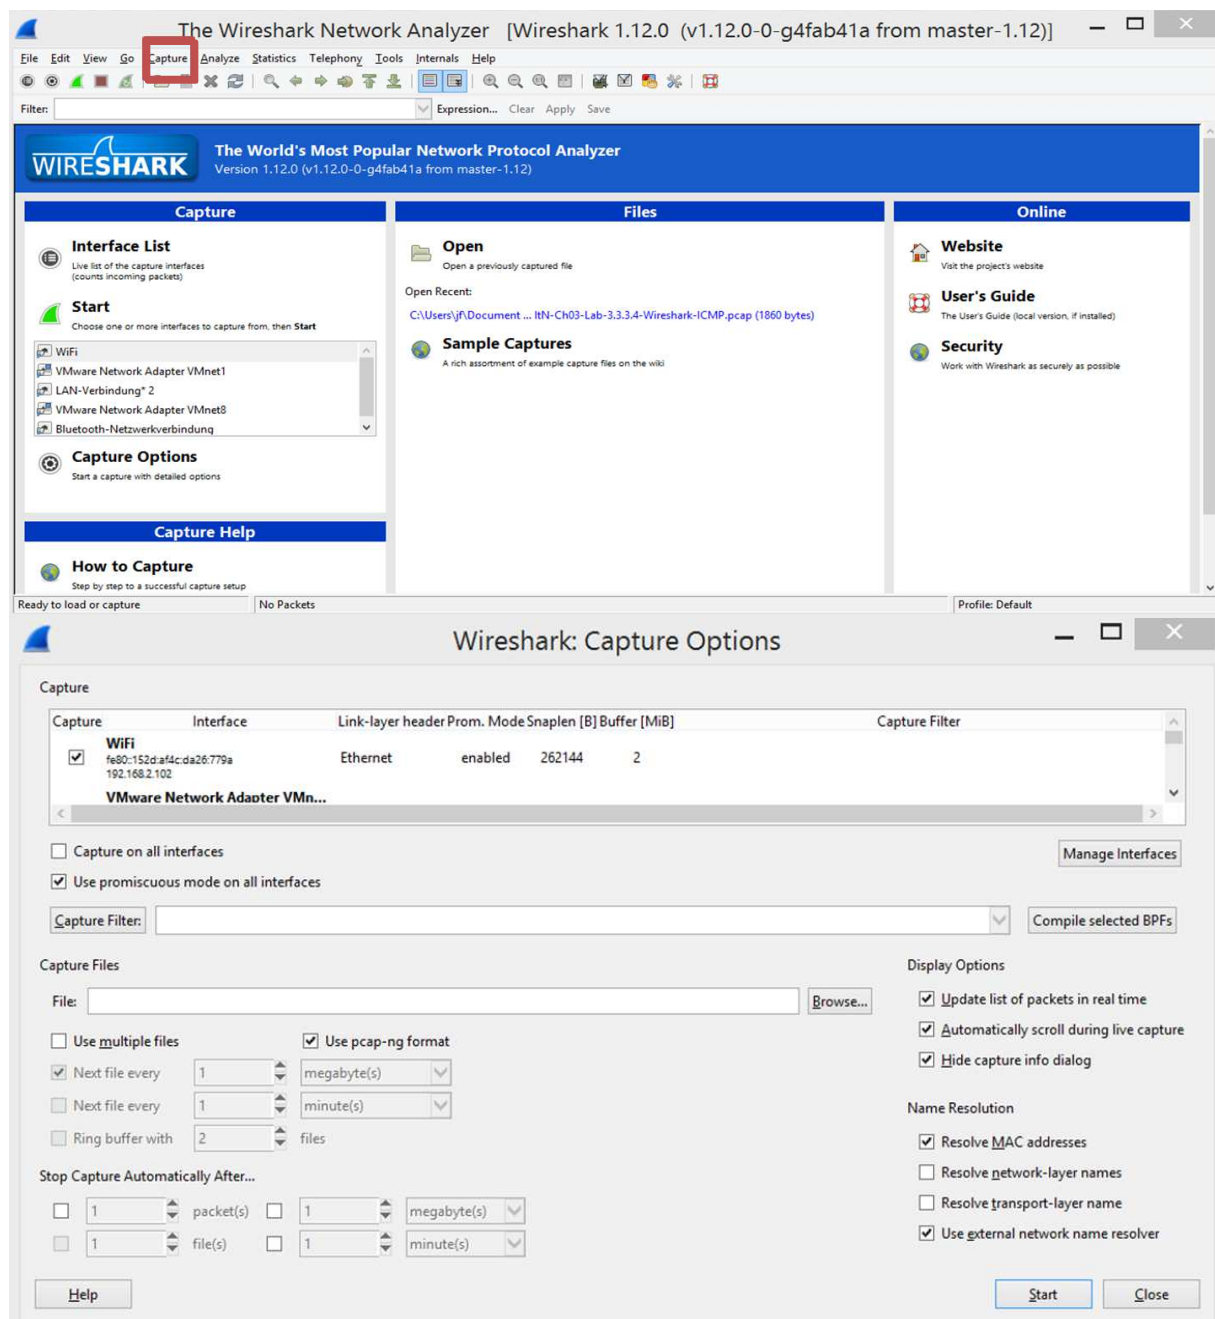 The Wireshark Network Analyzer [Wireshark 1.12.0 (v1.12.0-0-g4fab41a from master-1.12)]
File Edit View Go Capture Analyze Statistics Telephony Tools Internals Help
Filter: Expression... Clear Apply Save
WIRESHARK
The World's Most Popular Network Protocol Analyzer
Version 1.12.0 (v1.12.0-0-g4fab41a from master-1.12)
Capture
Interface List
Live list of the capture interfaces
(counts incoming packets)
Start
Choose one or more interfaces to capture from, then Start
WiFi
VMware Network Adapter VMnet1
LAN-Verbindung* 2
VMware Network Adapter VMnet8
Bluetooth-Netzwerkverbindung
Capture Options
Start a capture with detailed options
Capture Help
How to Capture
Step by step to a successful capture setup
Files
Open
Open a previously captured file
Open Recent:
C:\Users\jf\Document ... ItN-Ch03-Lab-3.3.3.4-Wireshark-ICMP.pcap (1860 bytes)
Sample Captures
A rich assortment of example capture files on the wiki
Online
Website
Visit the project's website
User's Guide
The User's Guide (local version, if installed)
Security
Work with Wireshark as securely as possible
Ready to load or capture No Packets Profile: Default
Wireshark: Capture Options
Capture
Capture Interface Link-layer header Prom. Mode Snaplen [B] Buffer [MiB] Capture Filter
WiFi
fe80::152d:af4c:da26:779a
192.168.2.102
Ethernet enabled 262144 2
VMware Network Adapter VMn...
Capture on all interfaces
Manage Interfaces
Use promiscuous mode on all interfaces
Capture Filter: Compile selected BPFs
Capture Files
File: Browse...
Use multiple files Use pcap-ng format
Next file every 1 megabyte(s)
Next file every 1 minute(s)
Ring buffer with 2 files
Stop Capture Automatically After...
1 packet(s) 1 megabyte(s)
1 file(s) 1 minute(s)
Display Options
Update list of packets in real time
Automatically scroll during live capture
Hide capture info dialog
Name Resolution
Resolve MAC addresses
Resolve network-layer names
Resolve transport-layer name
Use external network name resolver
Help Start Close